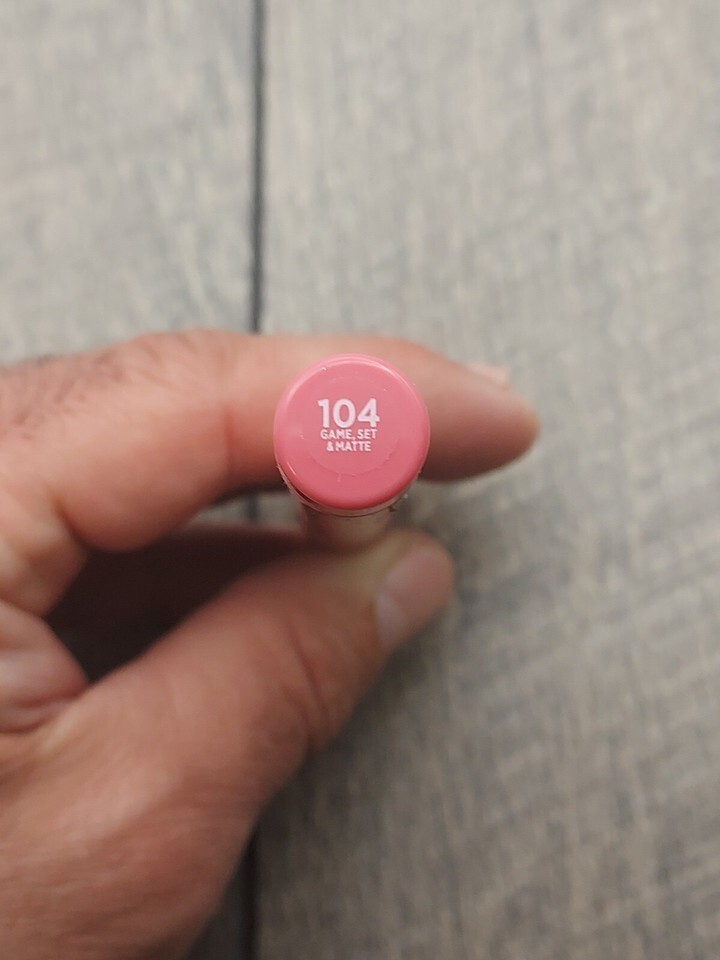 104
GAME, SET
& MATTE